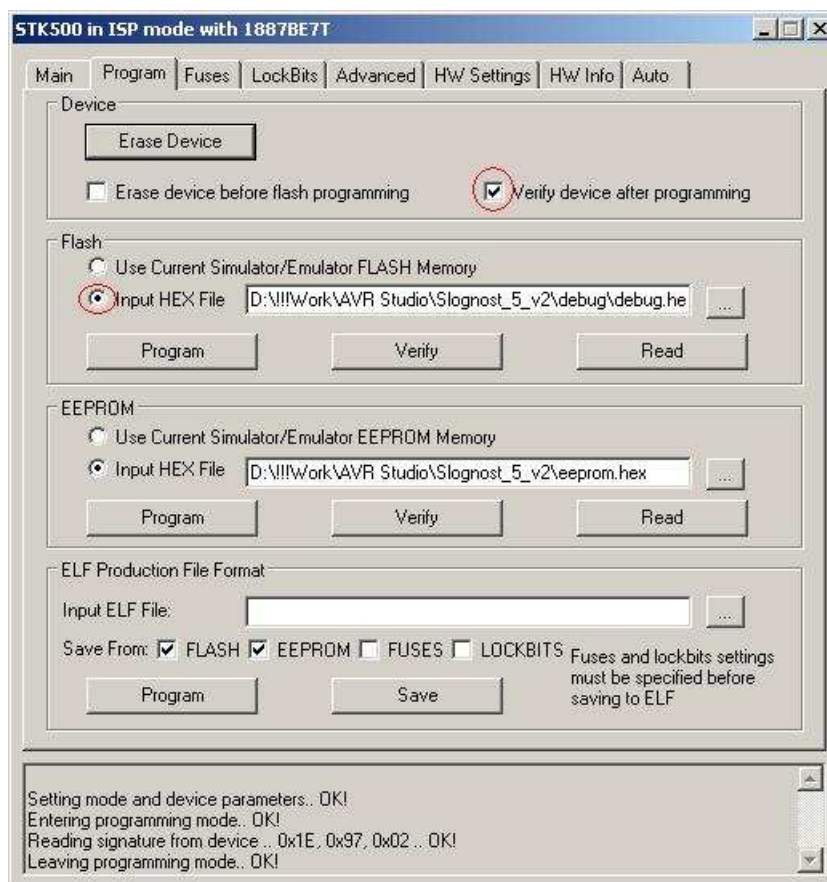 STK500 in ISP mode with 1887BE7T
Main Program Fuses LockBits Advanced HW Settings HW Info Auto
Device
Erase Device
Erase device before flash programming Verify device after programming
Flash
Use Current Simulator/Emulator FLASH Memory
Input HEX File D:\!!!Work\AVR Studio\Slognost_5_v2\debug\debug.he ...
Program Verify Read
EEPROM
Use Current Simulator/Emulator EEPROM Memory
Input HEX File D:\!!!Work\AVR Studio\Slognost_5_v2\eeprom.hex ...
Program Verify Read
ELF Production File Format
Input ELF File: ...
Save From: FLASH EEPROM FUSES LOCKBITS
Fuses and lockbits settings
must be specified before
saving to ELF
Program Save
Setting mode and device parameters.. OK!
Entering programming mode.. OK!
Reading signature from device .. 0x1E, 0x97, 0x02 .. OK!
Leaving programming mode.. OK!